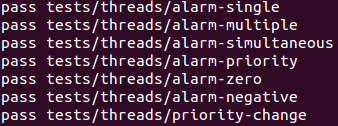 pass tests/threads/alarm-single
pass tests/threads/alarm-multiple
pass tests/threads/alarm-simultaneous
pass tests/threads/alarm-priority
pass tests/threads/alarm-zero
pass tests/threads/alarm-negative
pass tests/threads/priority-change